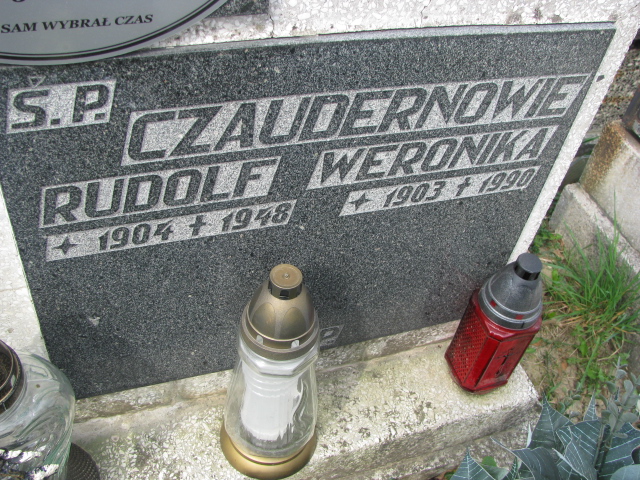 SAM WYBRAŁ CZAS
Ś.P.
CZAUDERNOWIE
RUDOLF WERONIKA
✦ 1904 ✝ 1948 ✦ 1903 ✝ 1990